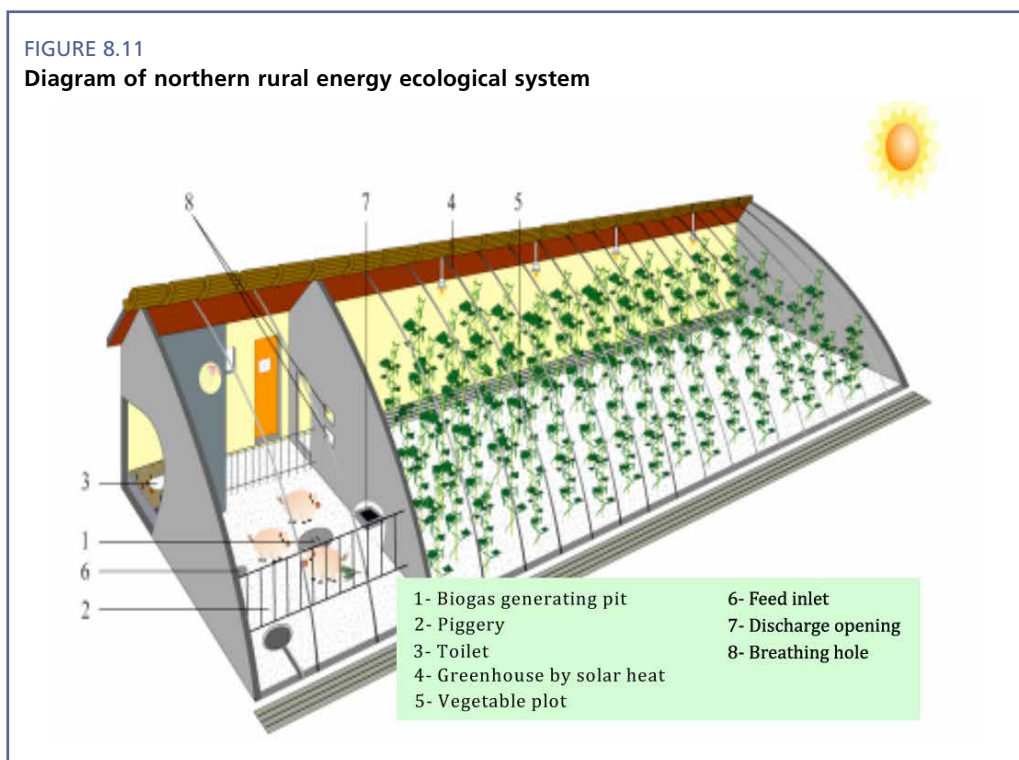 FIGURE 8.11
Diagram of northern rural energy ecological system
8
7
4
5
3
1
6
2
1- Biogas generating pit
2- Piggery
3- Toilet
4- Greenhouse by solar heat
5- Vegetable plot
6- Feed inlet
7- Discharge opening
8- Breathing hole